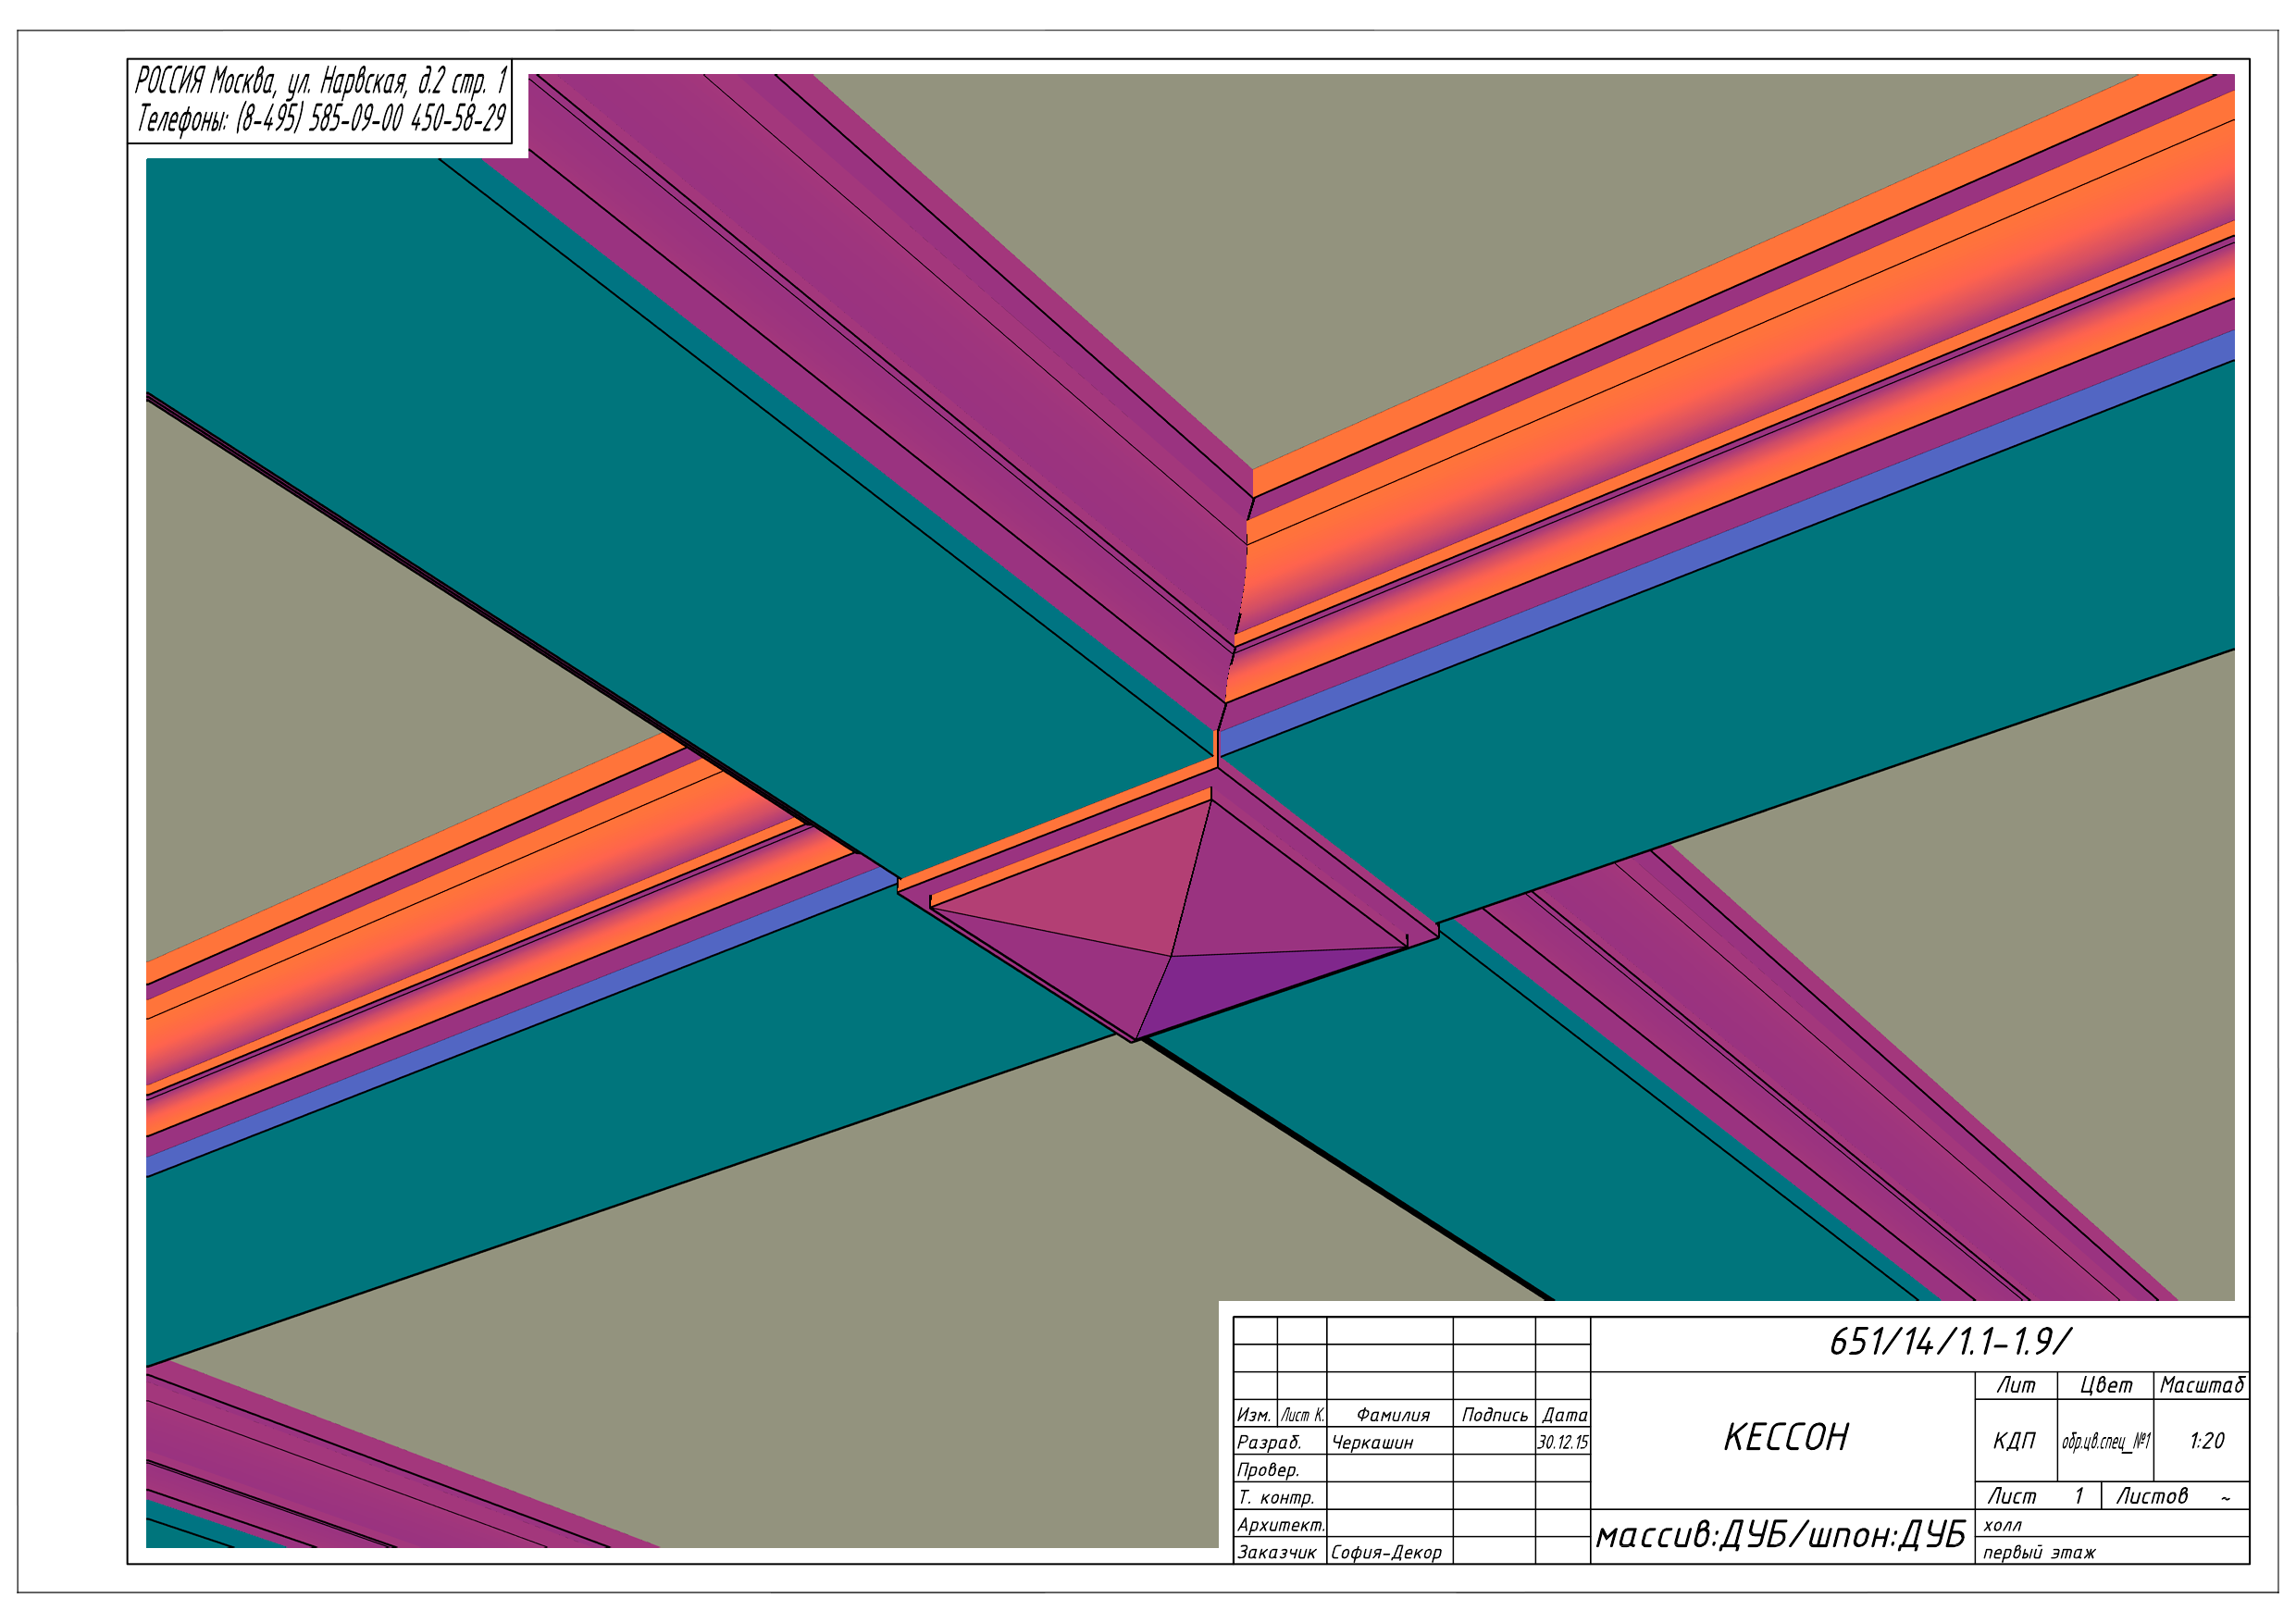 РОССИЯ Москва, ул. Нарвская, д.2 стр. 1
Телефоны: (8-495) 585-09-00 450-58-29
651/14/1.1-1.9/
Лит Цвет Масштаб
Изм. Лист К. Фамилия Подпись Дата
КЕССОН
КДП обр.цв.спец_№1 1:20
Разраб. Черкашин 30.12.15
Провер.
Т. контр.
Лист 1 Листов ~
Архитект.
массив:ДУБ/шпон:ДУБ
холл
Заказчик София-Декор
первый этаж